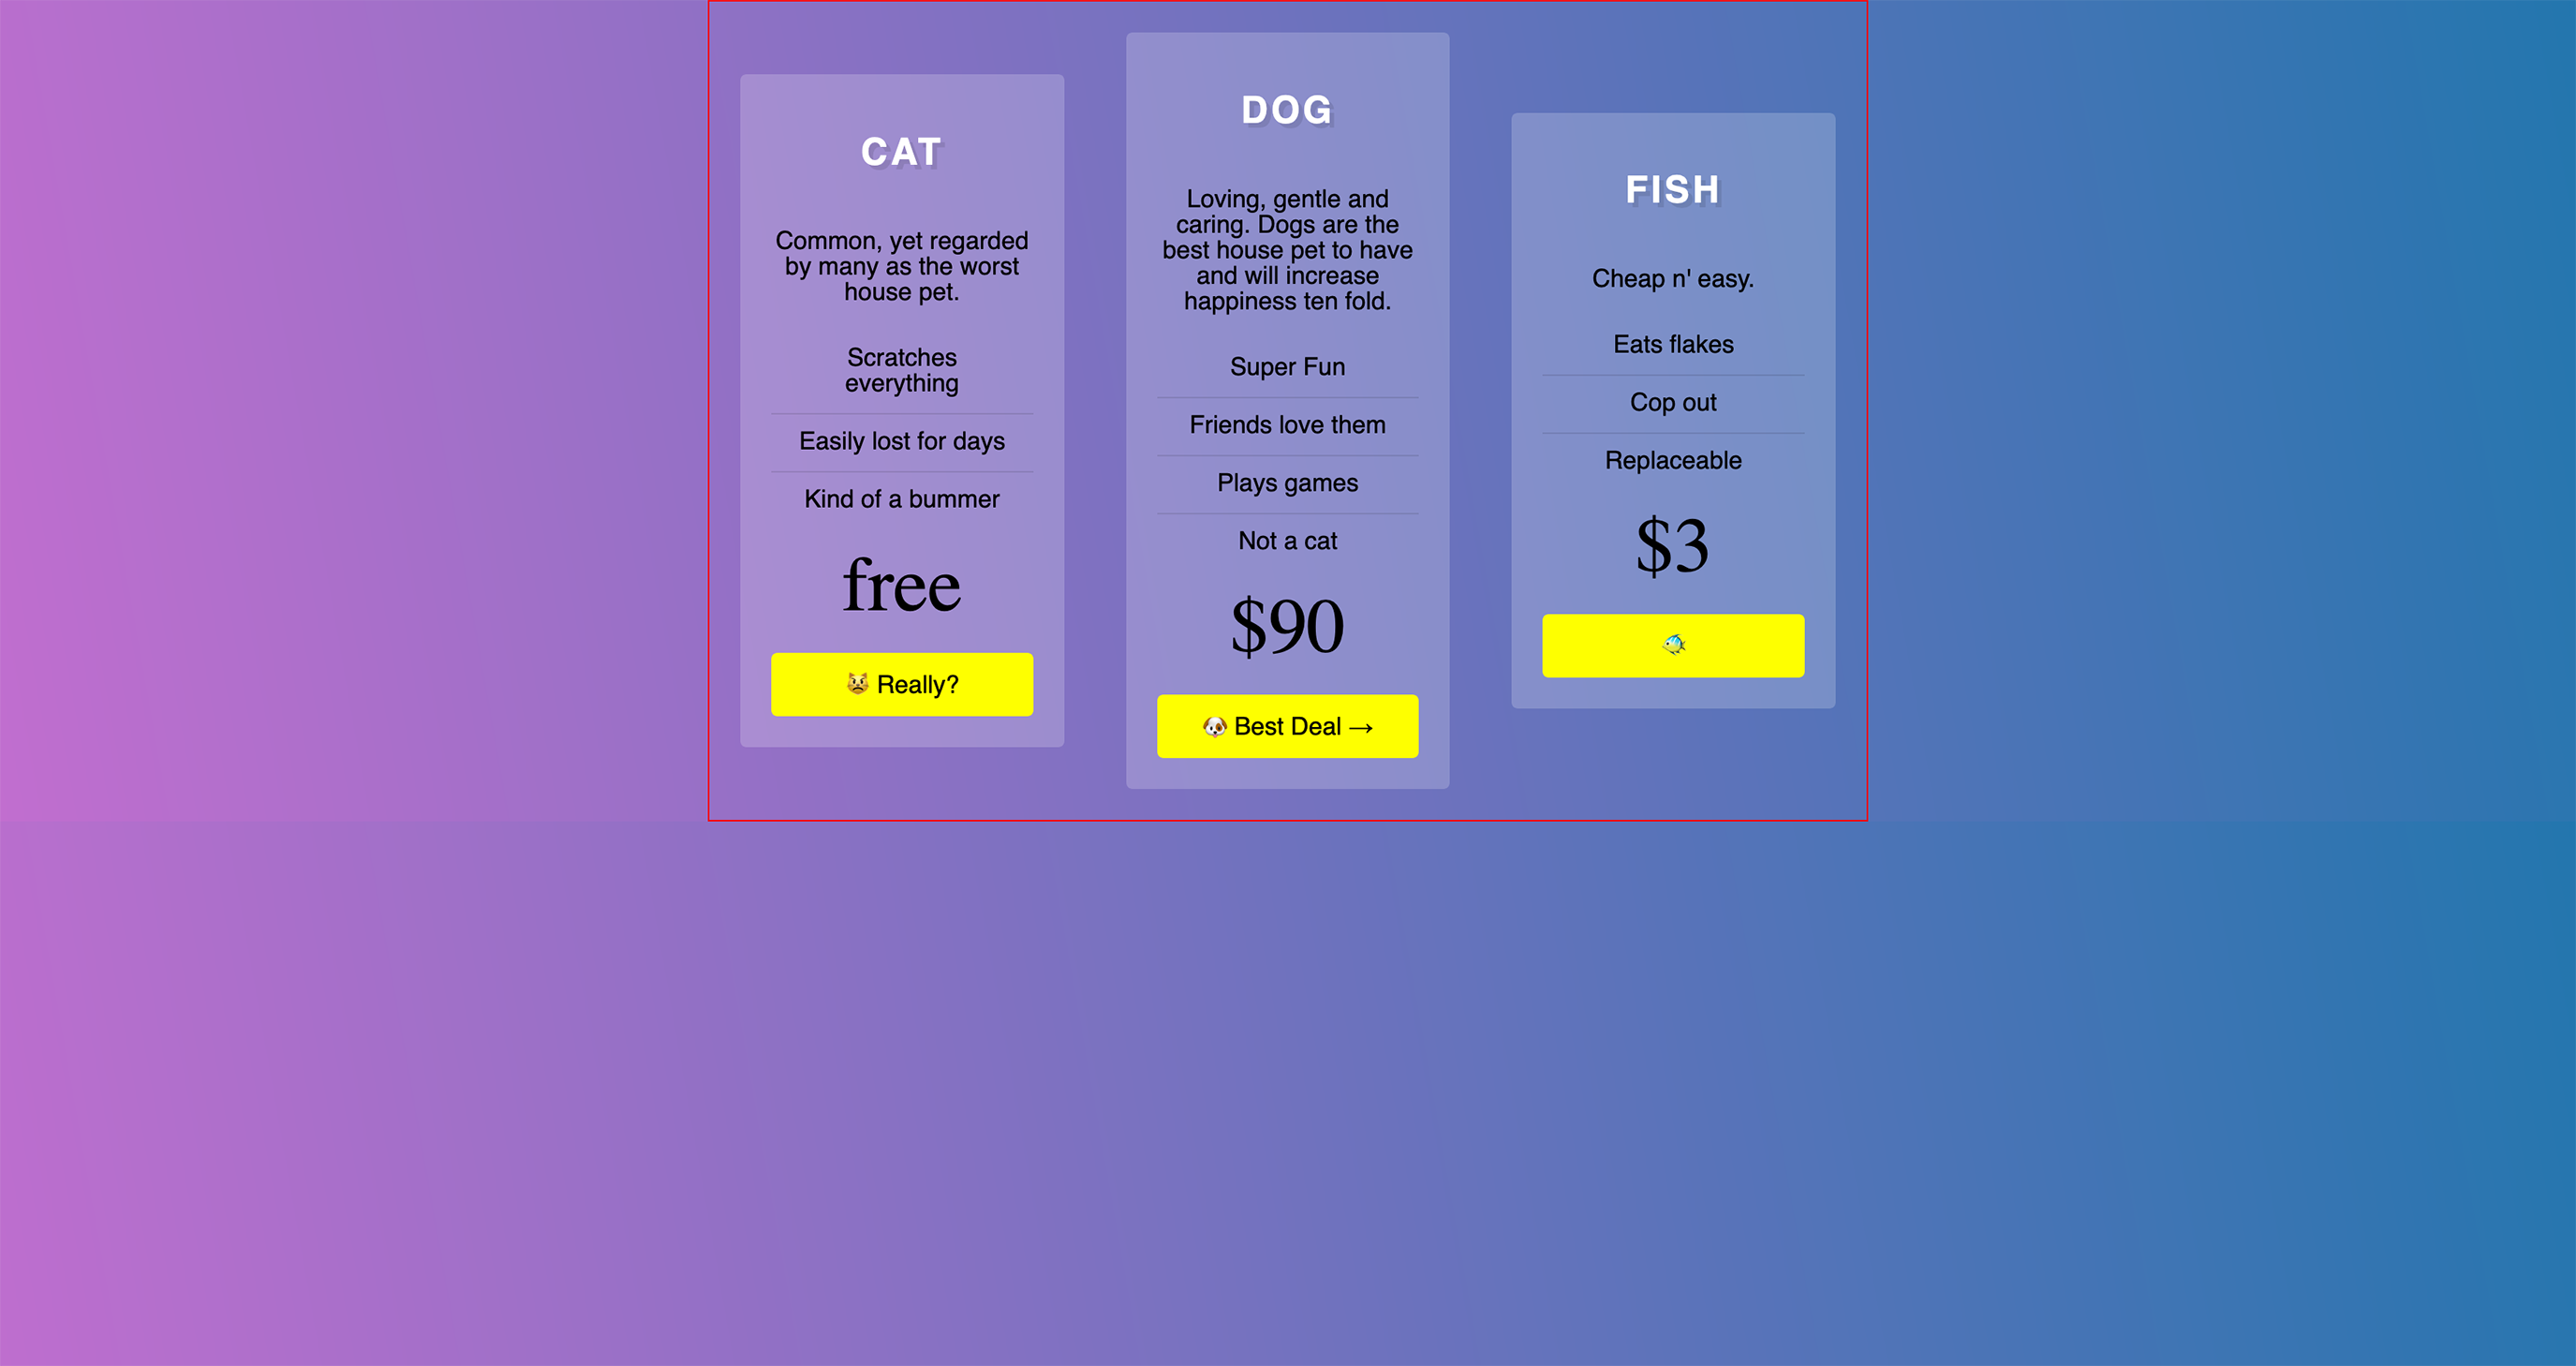 CAT
Common, yet regarded
by many as the worst
house pet.
Scratches
everything
Easily lost for days
Kind of a bummer
free
😾 Really?
DOG
Loving, gentle and
caring. Dogs are the
best house pet to have
and will increase
happiness ten fold.
Super Fun
Friends love them
Plays games
Not a cat
$90
🐶 Best Deal →
FISH
Cheap n' easy.
Eats flakes
Cop out
Replaceable
$3
🐠